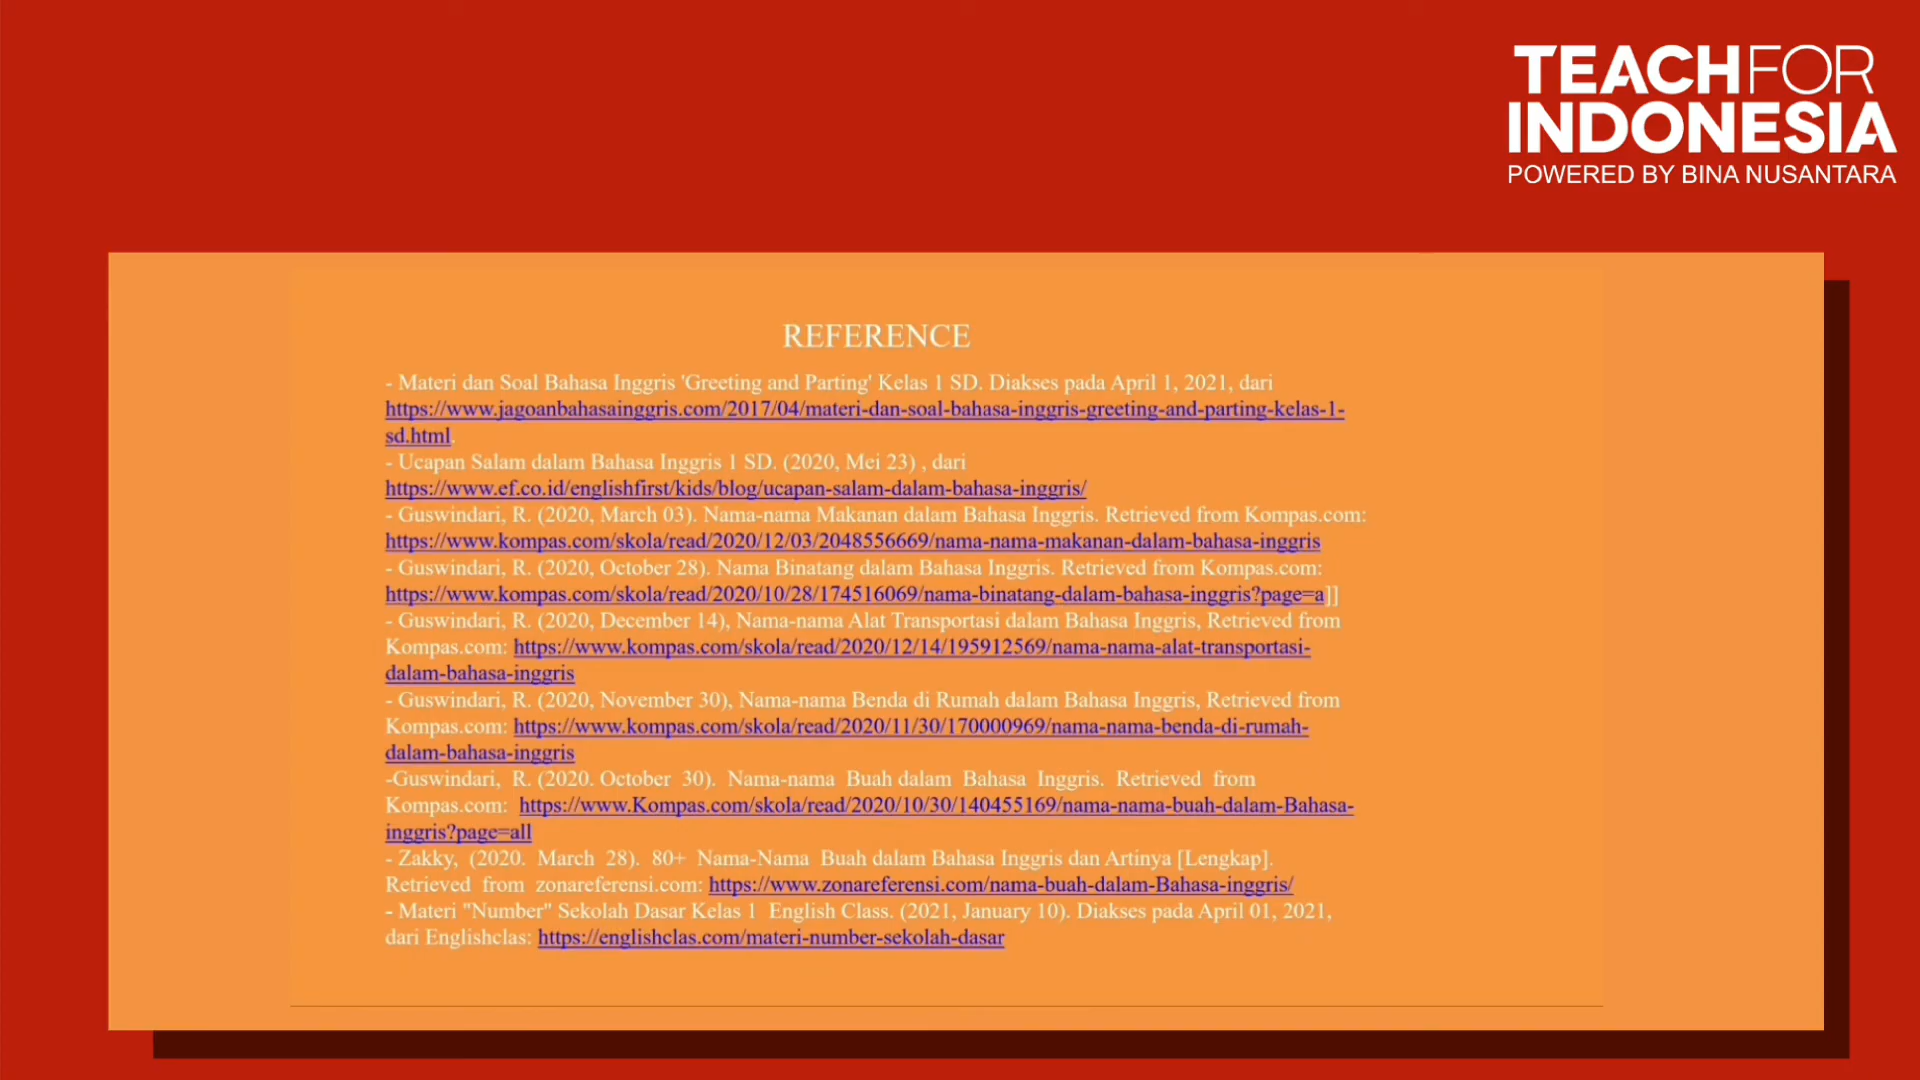 TEACHFOR
INDONESIA
POWERED BY BINA NUSANTARA
REFERENCE
- Materi dan Soal Bahasa Inggris 'Greeting and Parting' Kelas 1 SD. Diakses pada April 1, 2021, dari
https://www.jagoanbahasainggris.com/2017/04/materi-dan-soal-bahasa-inggris-greeting-and-parting-kelas-1-
sd.html.
- Ucapan Salam dalam Bahasa Inggris 1 SD. (2020, Mei 23) , dari
https://www.ef.co.id/englishfirst/kids/blog/ucapan-salam-dalam-bahasa-inggris/
- Guswindari, R. (2020, March 03). Nama-nama Makanan dalam Bahasa Inggris. Retrieved from Kompas.com:
https://www.kompas.com/skola/read/2020/12/03/2048556669/nama-nama-makanan-dalam-bahasa-inggris
- Guswindari, R. (2020, October 28). Nama Binatang dalam Bahasa Inggris. Retrieved from Kompas.com:
https://www.kompas.com/skola/read/2020/10/28/174516069/nama-binatang-dalam-bahasa-inggris?page=a]]
- Guswindari, R. (2020, December 14), Nama-nama Alat Transportasi dalam Bahasa Inggris, Retrieved from
Kompas.com: https://www.kompas.com/skola/read/2020/12/14/195912569/nama-nama-alat-transportasi-
dalam-bahasa-inggris
- Guswindari, R. (2020, November 30), Nama-nama Benda di Rumah dalam Bahasa Inggris, Retrieved from
Kompas.com: https://www.kompas.com/skola/read/2020/11/30/170000969/nama-nama-benda-di-rumah-
dalam-bahasa-inggris
-Guswindari, R. (2020. October 30). Nama-nama Buah dalam Bahasa Inggris. Retrieved from
Kompas.com: https://www.Kompas.com/skola/read/2020/10/30/140455169/nama-nama-buah-dalam-Bahasa-
inggris?page=all
- Zakky, (2020. March 28). 80+ Nama-Nama Buah dalam Bahasa Inggris dan Artinya [Lengkap].
Retrieved from zonareferensi.com: https://www.zonareferensi.com/nama-buah-dalam-Bahasa-inggris/
- Materi "Number" Sekolah Dasar Kelas 1 English Class. (2021, January 10). Diakses pada April 01, 2021,
dari Englishclas: https://englishclas.com/materi-number-sekolah-dasar